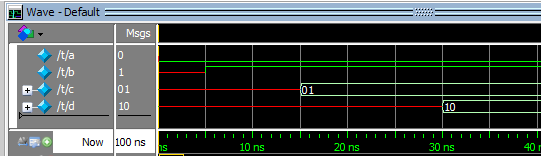 Wave - Default
Msgs
/t/a 0
/t/b 1
/t/c 01 01
/t/d 10 10
Now 100 ns
ns 10 ns 20 ns 30 ns 40